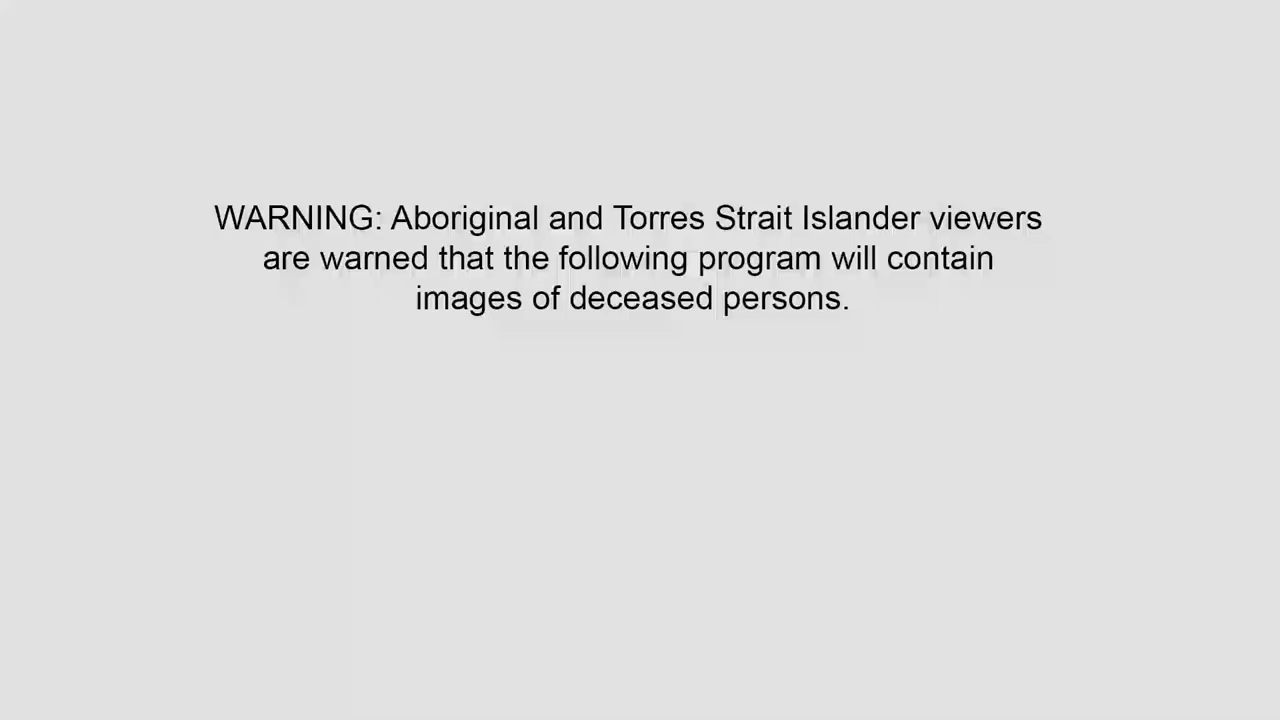 WARNING: Aboriginal and Torres Strait Islander viewers
are warned that the following program will contain
images of deceased persons.